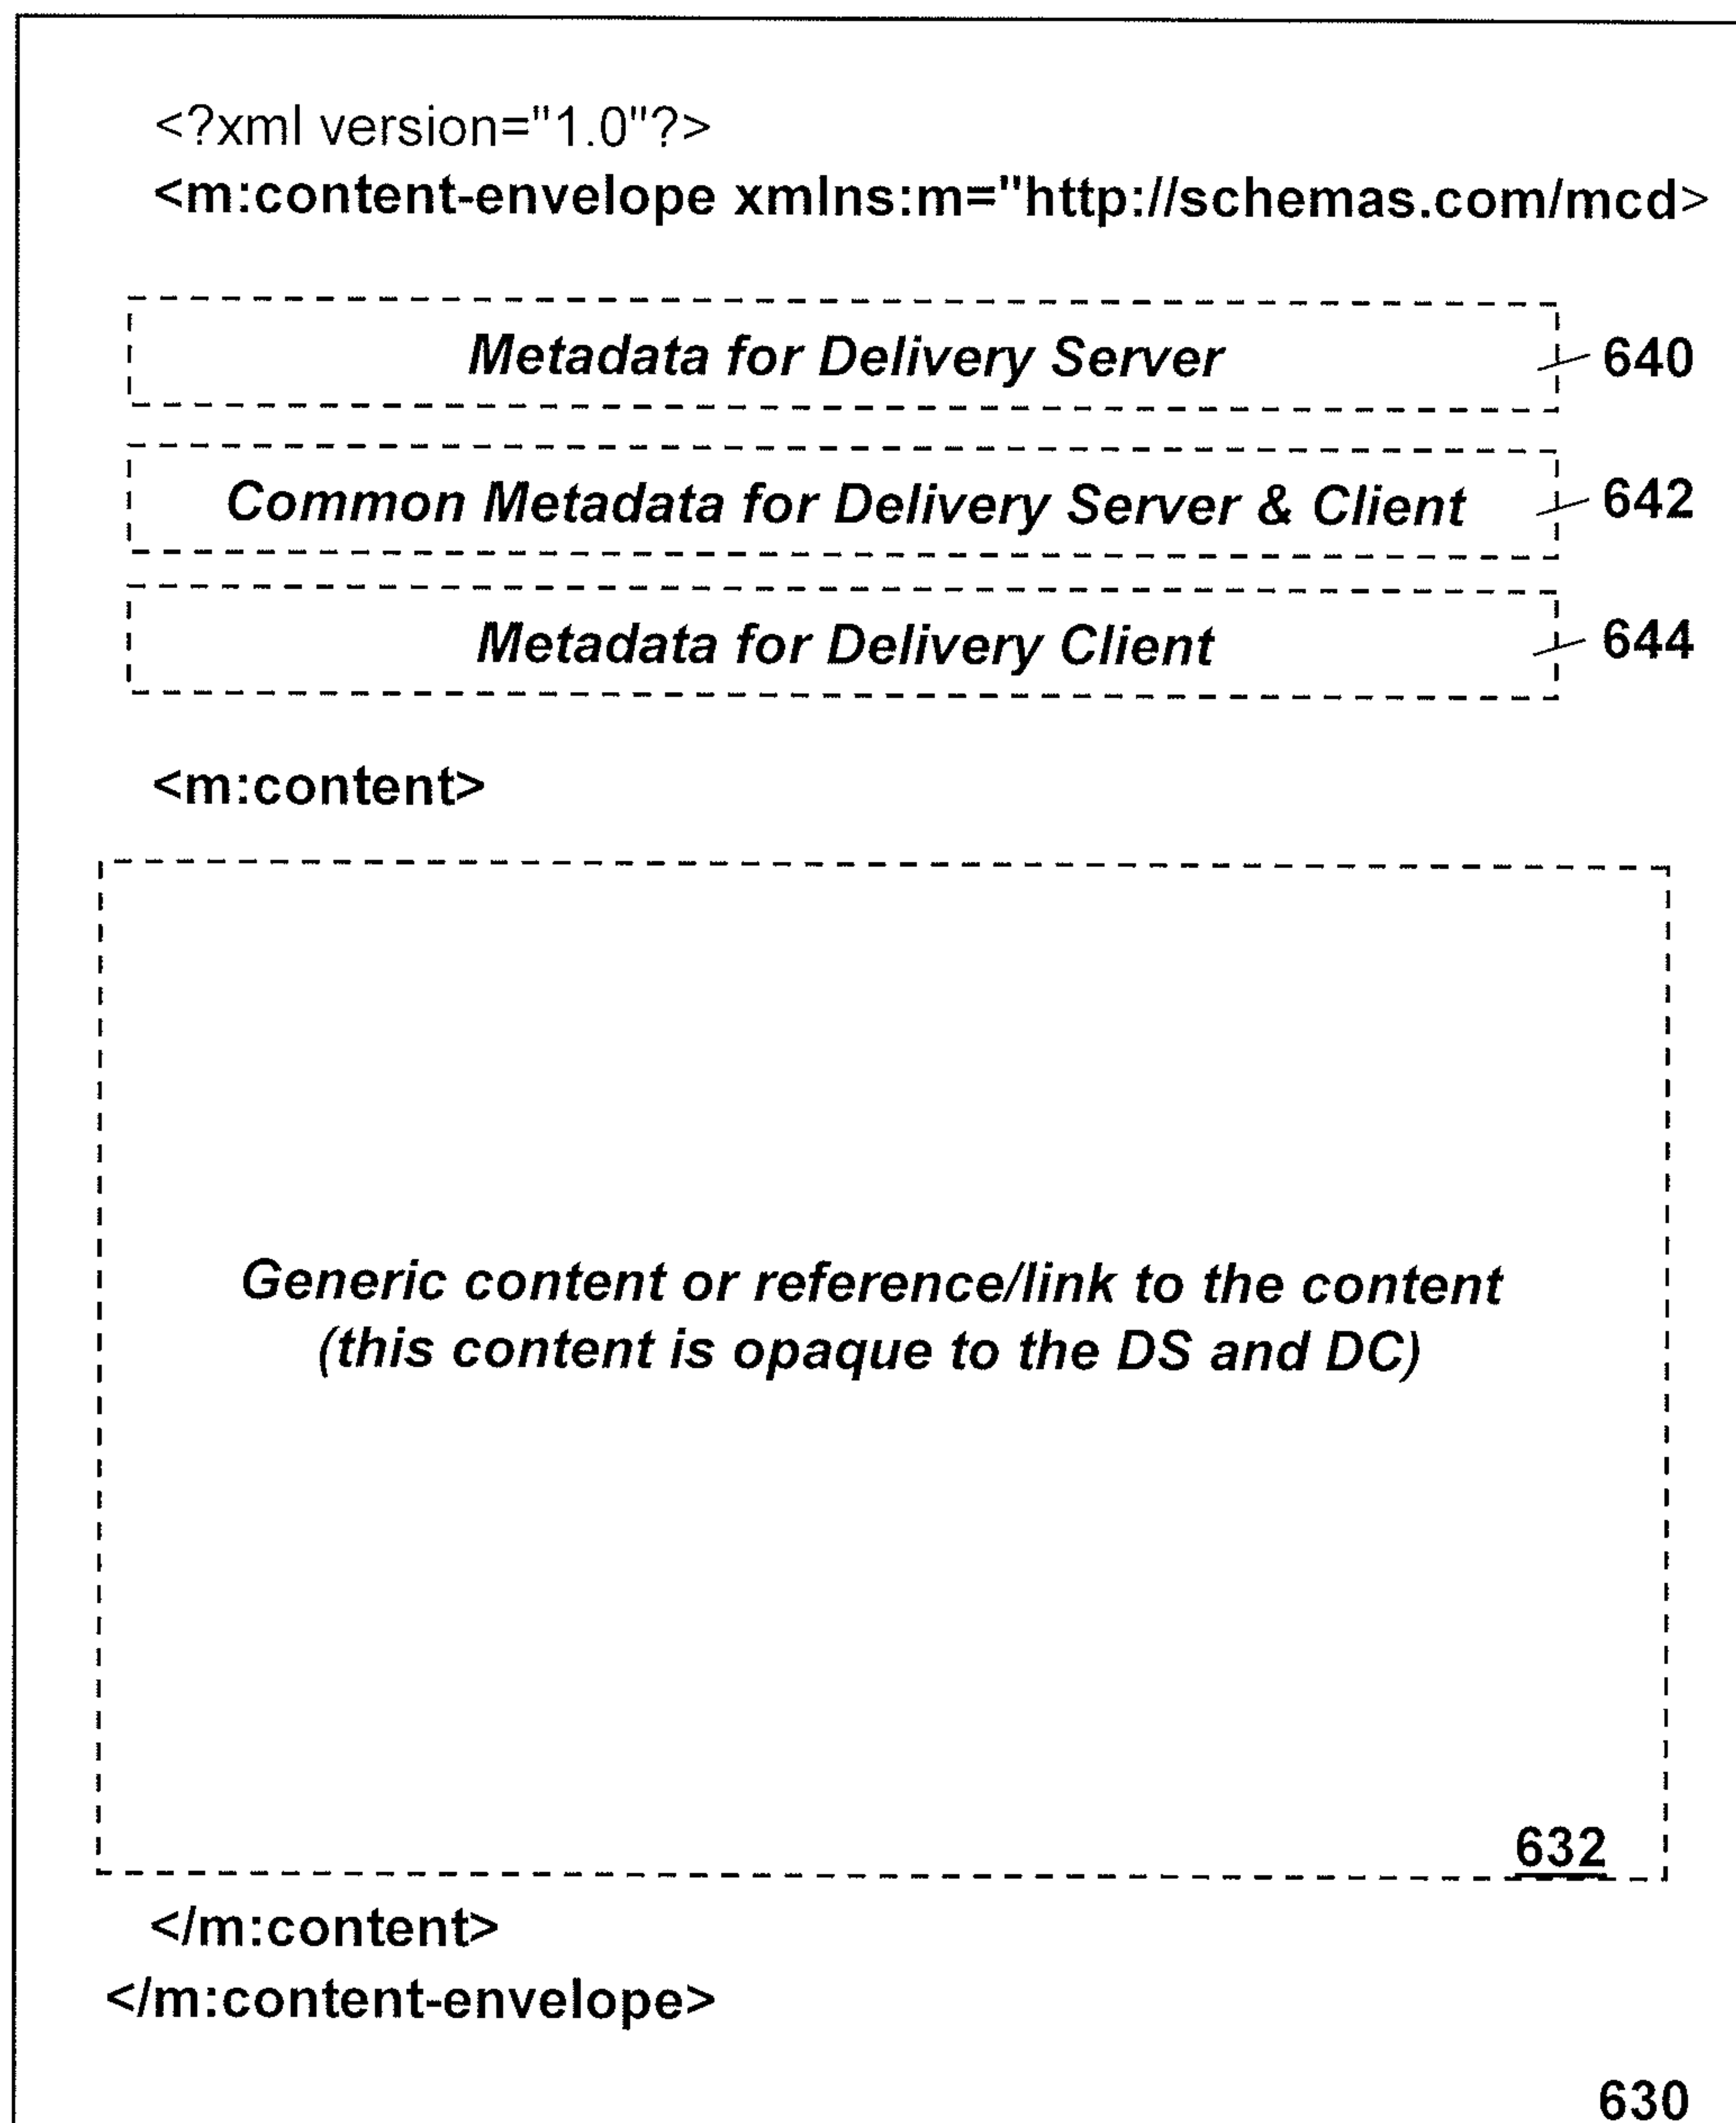 <?xml version="1.0"?>
<m:content-envelope xmlns:m="http://schemas.com/mcd>
Metadata for Delivery Server
640
Common Metadata for Delivery Server & Client
642
Metadata for Delivery Client
644
<m:content>
Generic content or reference/link to the content
(this content is opaque to the DS and DC)
632
</m:content>
</m:content-envelope>
630